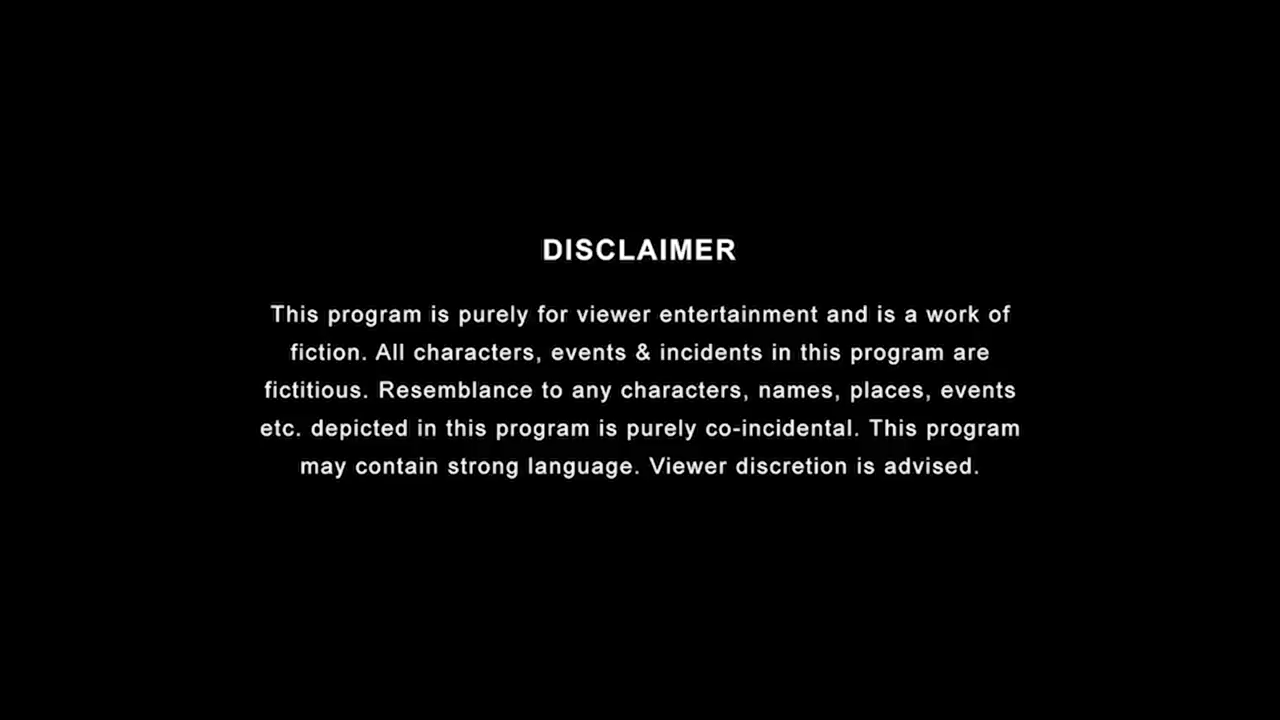 DISCLAIMER
This program is purely for viewer entertainment and is a work of
fiction. All characters, events & incidents in this program are
fictitious. Resemblance to any characters, names, places, events
etc. depicted in this program is purely co-incidental. This program
may contain strong language. Viewer discretion is advised.